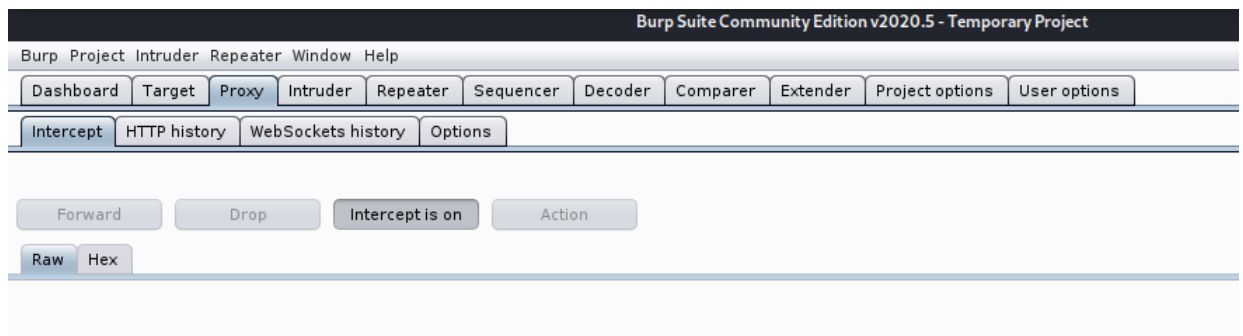 Burp Suite Community Edition v2020.5 - Temporary Project
Burp Project Intruder Repeater Window Help
Dashboard Target Proxy Intruder Repeater Sequencer Decoder Comparer Extender Project options User options
Intercept HTTP history WebSockets history Options
Forward Drop Intercept is on Action
Raw Hex